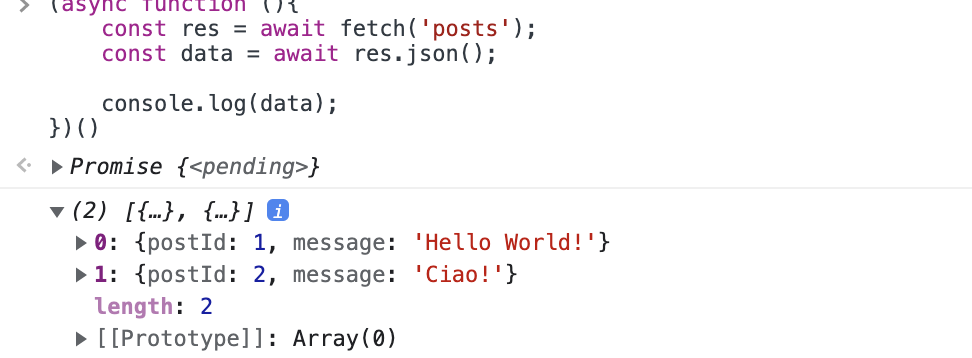 (async function (){
const res = await fetch('posts');
const data = await res.json();
console.log(data);
})()
Promise {<pending>}
(2) [{…}, {…}] i
0: {postId: 1, message: 'Hello World!'}
1: {postId: 2, message: 'Ciao!'}
length: 2
[[Prototype]]: Array(0)